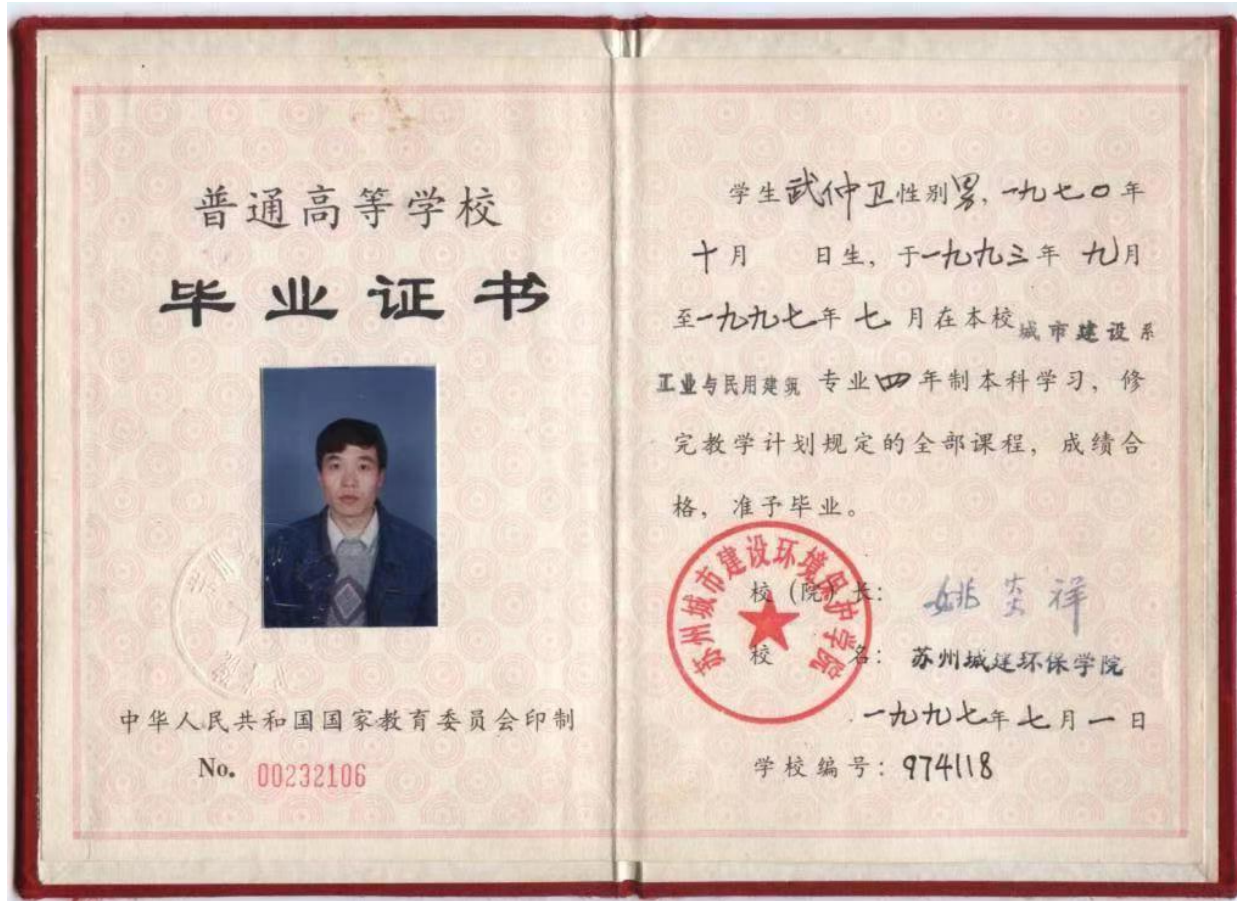 普通高等学校
毕业证书
中华人民共和国国家教育委员会印制
No. 00232106
学生武仲卫性别男,一九七〇年
十月 日生,于一九九三年 九月
至一九九七年 七 月在本校城市建设系
工业与民用建筑 专业四年制本科学习,修
完教学计划规定的全部课程,成绩合
格,准予毕业。
苏州城市建设环境保护学院
校(院)长: 姚炎祥
校 名: 苏州城建环保学院
一九九七年七月一日
学校编号: 974118